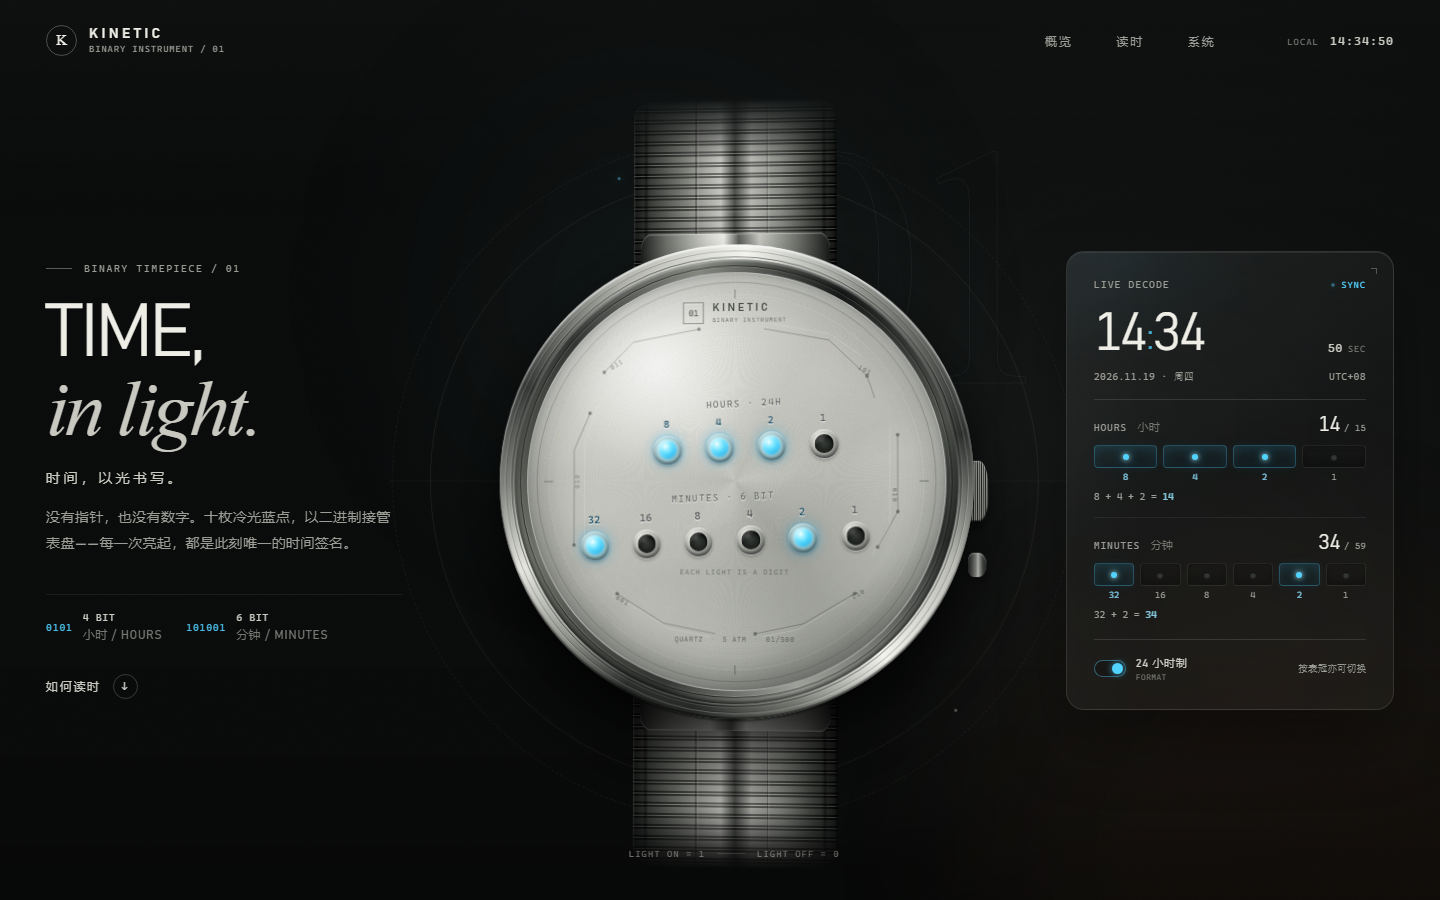 K
KINETIC
BINARY INSTRUMENT / 01
概览
读时
系统
LOCAL 14:34:50
BINARY TIMEPIECE / 01
TIME,
in light.
时间，以光书写。
没有指针，也没有数字。十枚冷光蓝点，以二进制接管
表盘——每一次亮起，都是此刻唯一的时间签名。
0101
4 BIT
小时 / HOURS
101001
6 BIT
分钟 / MINUTES
如何读时 ↓
01
01
KINETIC
BINARY INSTRUMENT
011
101
HOURS · 24H
8 4 2 1
010
MINUTES · 6 BIT
32 16 8 4 2 1
EACH LIGHT IS A DIGIT
001
QUARTZ 5 ATM 01/500
LIGHT ON = 1
LIGHT OFF = 0
LIVE DECODE
SYNC
14:34
50 SEC
2026.11.19 · 周四
UTC+08
HOURS 小时
14 / 15
8 4 2 1
8 + 4 + 2 = 14
MINUTES 分钟
34 / 59
32 16 8 4 2 1
32 + 2 = 34
24 小时制
FORMAT
按表冠亦可切换